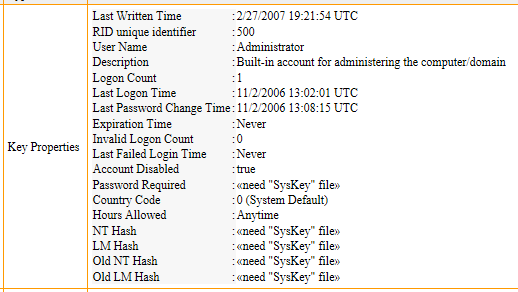 Last Written Time :2/27/2007 19:21:54 UTC
RID unique identifier :500
User Name :Administrator
Description :Built-in account for administering the computer/domain
Logon Count :1
Last Logon Time :11/2/2006 13:02:01 UTC
Last Password Change Time :11/2/2006 13:08:15 UTC
Expiration Time :Never
Invalid Logon Count :0
Key Properties Last Failed Login Time :Never
Account Disabled :true
Password Required :«need "SysKey" file»
Country Code :0 (System Default)
Hours Allowed :Anytime
NT Hash :«need "SysKey" file»
LM Hash :«need "SysKey" file»
Old NT Hash :«need "SysKey" file»
Old LM Hash :«need "SysKey" file»